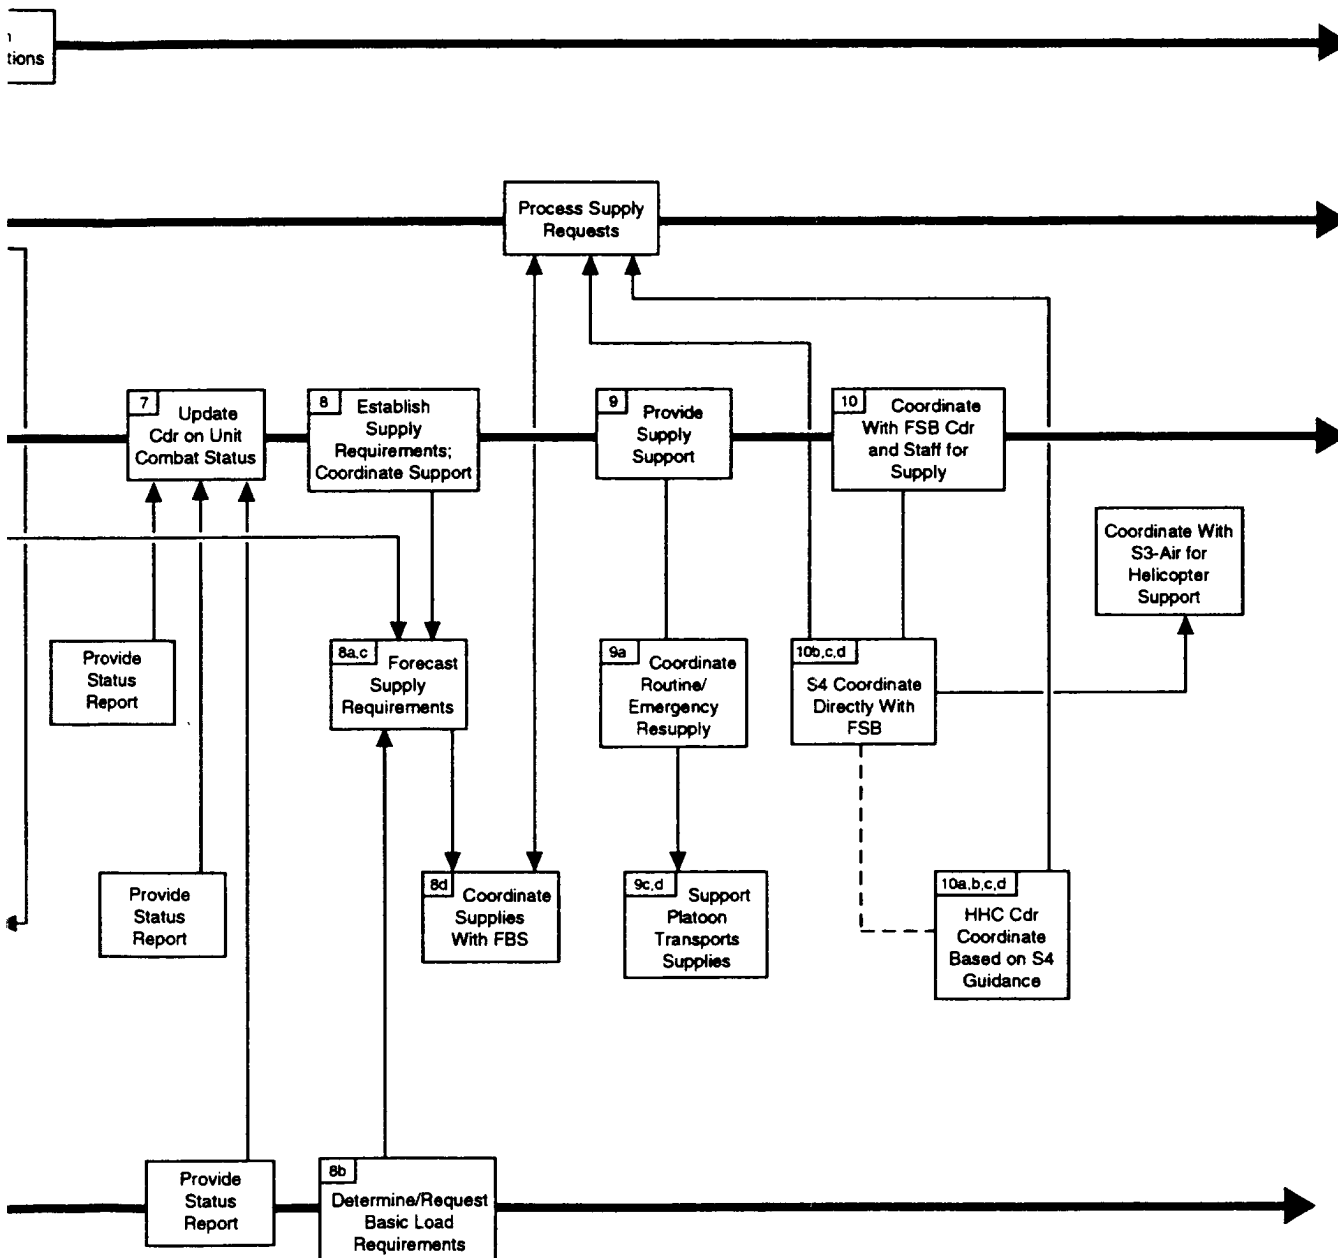 tions
Process Supply
Requests
7
Update
Cdr on Unit
Combat Status
8
Establish
Supply
Requirements;
Coordinate Support
9
Provide
Supply
Support
10
Coordinate
With FSB Cdr
and Staff for
Supply
Coordinate With
S3-Air for
Helicopter
Support
Provide
Status
Report
8a,c
Forecast
Supply
Requirements
9a
Coordinate
Routine/
Emergency
Resupply
10b,c,d
S4 Coordinate
Directly With
FSB
Provide
Status
Report
8d
Coordinate
Supplies
With FBS
9c,d
Support
Platoon
Transports
Supplies
10a,b,c,d
HHC Cdr
Coordinate
Based on S4
Guidance
Provide
Status
Report
8b
Determine/Request
Basic Load
Requirements